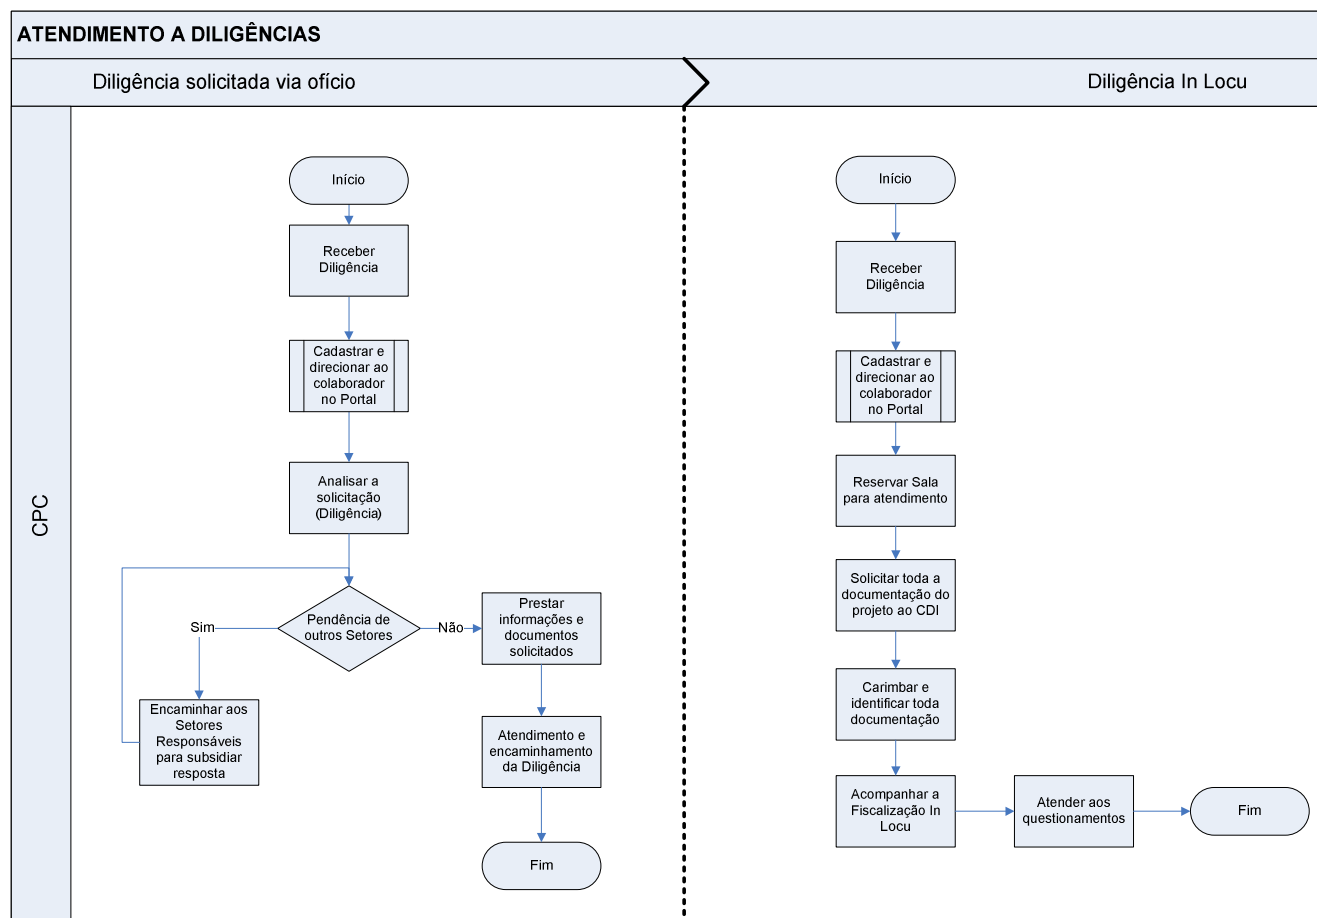 ATENDIMENTO A DILIGÊNCIAS
Diligência solicitada via ofício
Diligência In Locu
CPC
Início
Receber
Diligência
Cadastrar e
direcionar ao
colaborador
no Portal
Analisar a
solicitação
(Diligência)
Pendência de
outros Setores
Sim
Não
Encaminhar aos
Setores
Responsáveis
para subsidiar
resposta
Prestar
informações e
documentos
solicitados
Atendimento e
encaminhamento
da Diligência
Fim
Início
Receber
Diligência
Cadastrar e
direcionar ao
colaborador
no Portal
Reservar Sala
para atendimento
Solicitar toda a
documentação do
projeto ao CDI
Carimbar e
identificar toda
documentação
Acompanhar a
Fiscalização In
Locu
Atender aos
questionamentos
Fim